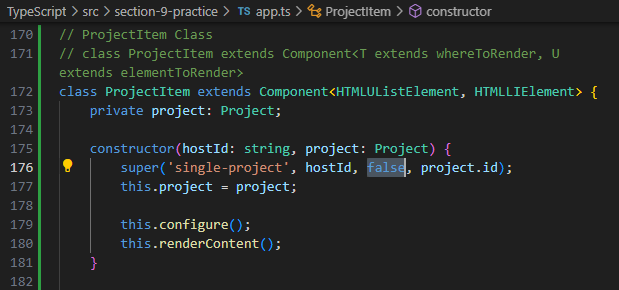 TypeScript > src > section-9-practice > TS app.ts > ProjectItem > constructor
170 // ProjectItem Class
171 // class ProjectItem extends Component<T extends whereToRender, U
extends elementToRender>
172 class ProjectItem extends Component<HTMLUListElement, HTMLLIElement> {
173 private project: Project;
174
175 constructor(hostId: string, project: Project) {
176 super('single-project', hostId, false, project.id);
177 this.project = project;
178
179 this.configure();
180 this.renderContent();
181 }
182